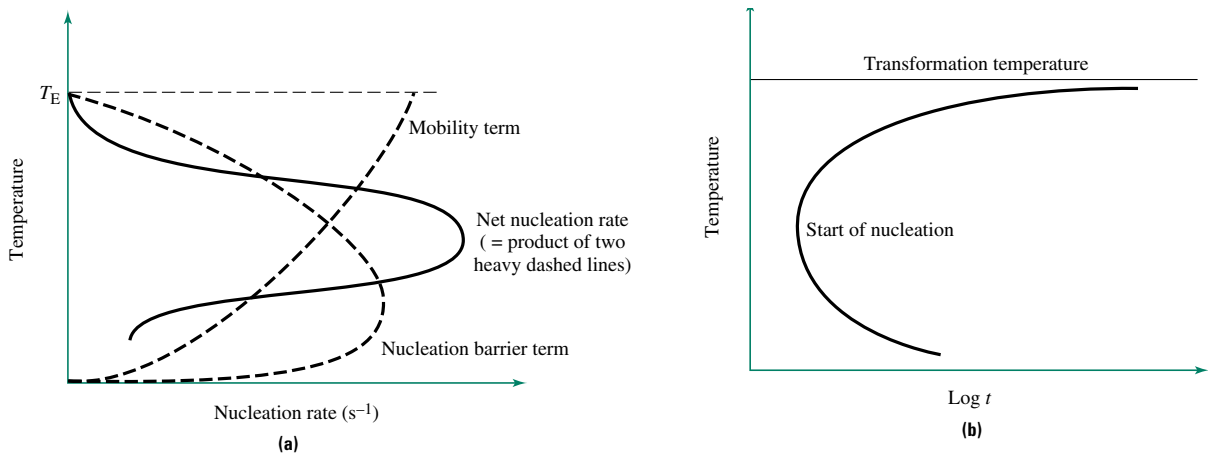 T_E
Temperature
Mobility term
Net nucleation rate
( = product of two
heavy dashed lines)
Nucleation barrier term
Nucleation rate (s⁻¹)
(a)
Transformation temperature
Temperature
Start of nucleation
Log t
(b)